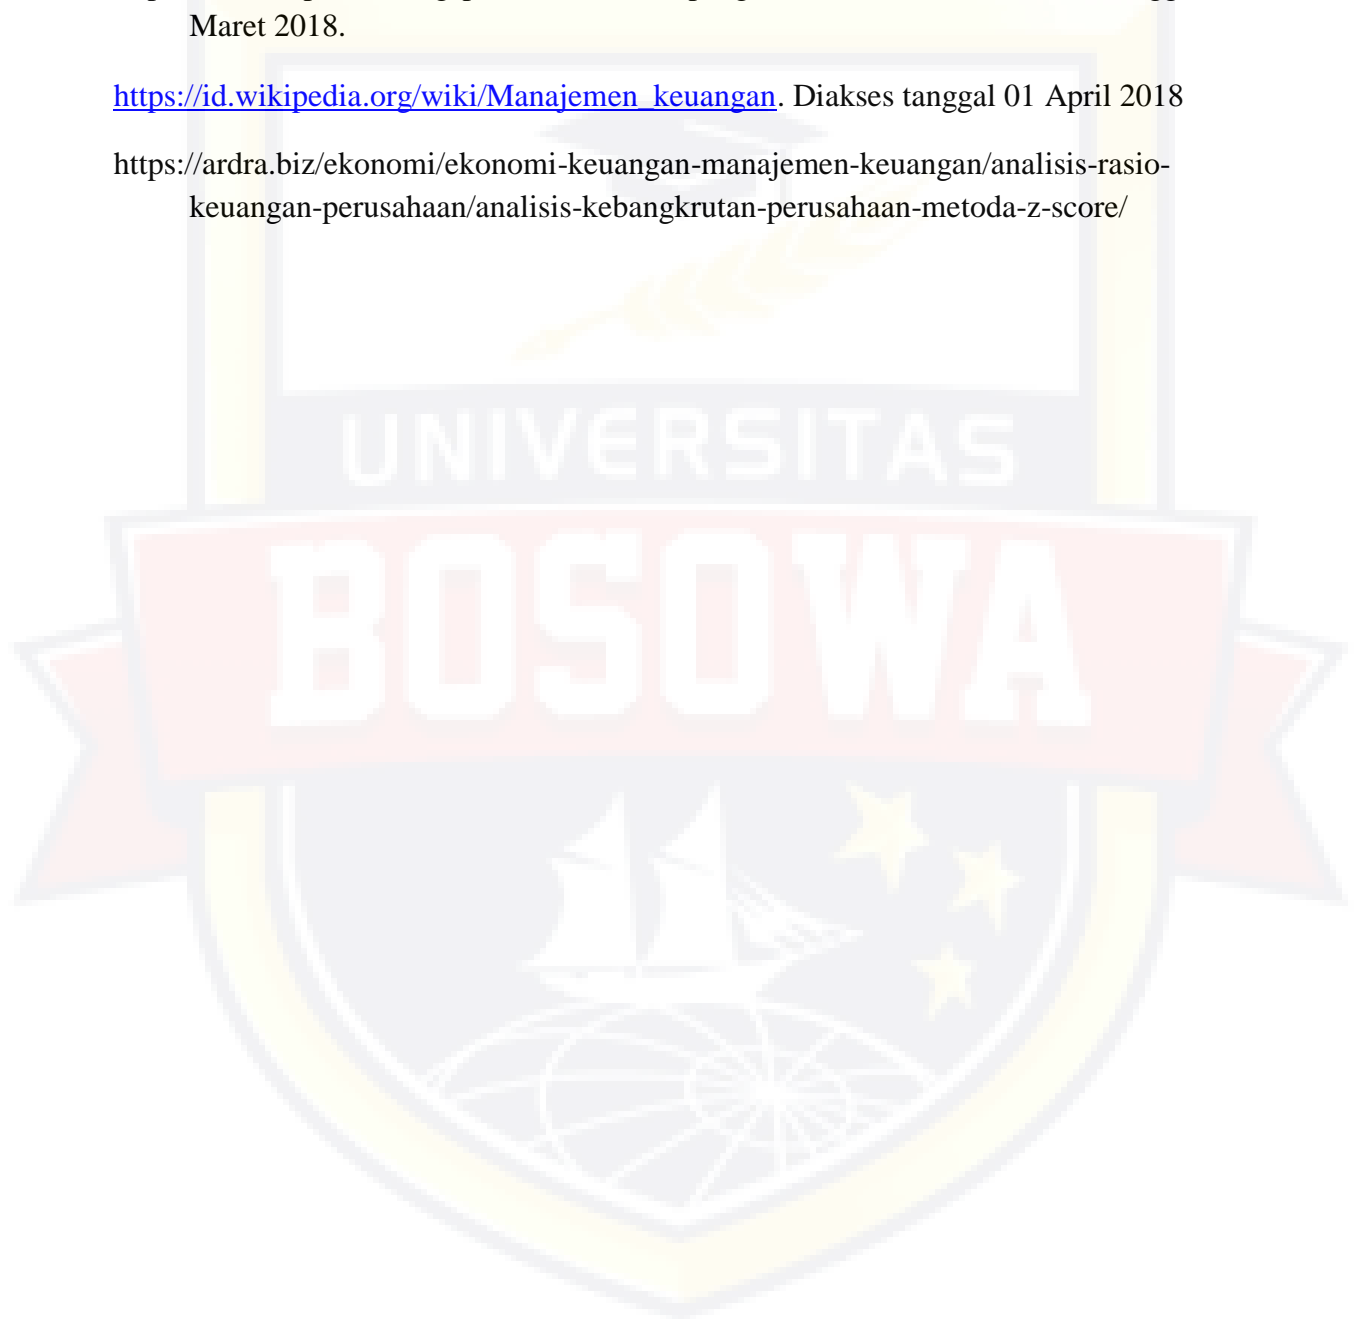 Maret 2018.
https://id.wikipedia.org/wiki/Manajemen_keuangan. Diakses tanggal 01 April 2018
https://ardra.biz/ekonomi/ekonomi-keuangan-manajemen-keuangan/analisis-rasio-
keuangan-perusahaan/analisis-kebangkrutan-perusahaan-metoda-z-score/
UNIVERSITAS
BOSOWA